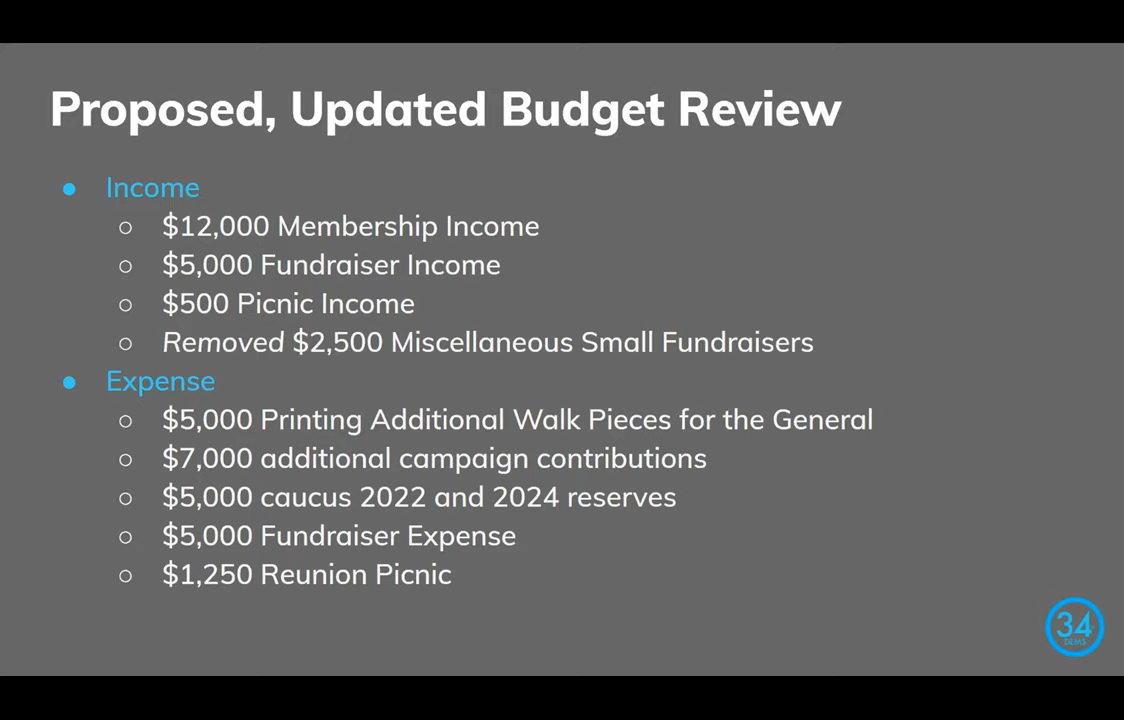 Proposed, Updated Budget Review
● Income
○ $12,000 Membership Income
○ $5,000 Fundraiser Income
○ $500 Picnic Income
○ Removed $2,500 Miscellaneous Small Fundraisers
● Expense
○ $5,000 Printing Additional Walk Pieces for the General
○ $7,000 additional campaign contributions
○ $5,000 caucus 2022 and 2024 reserves
○ $5,000 Fundraiser Expense
○ $1,250 Reunion Picnic
34
DEMS